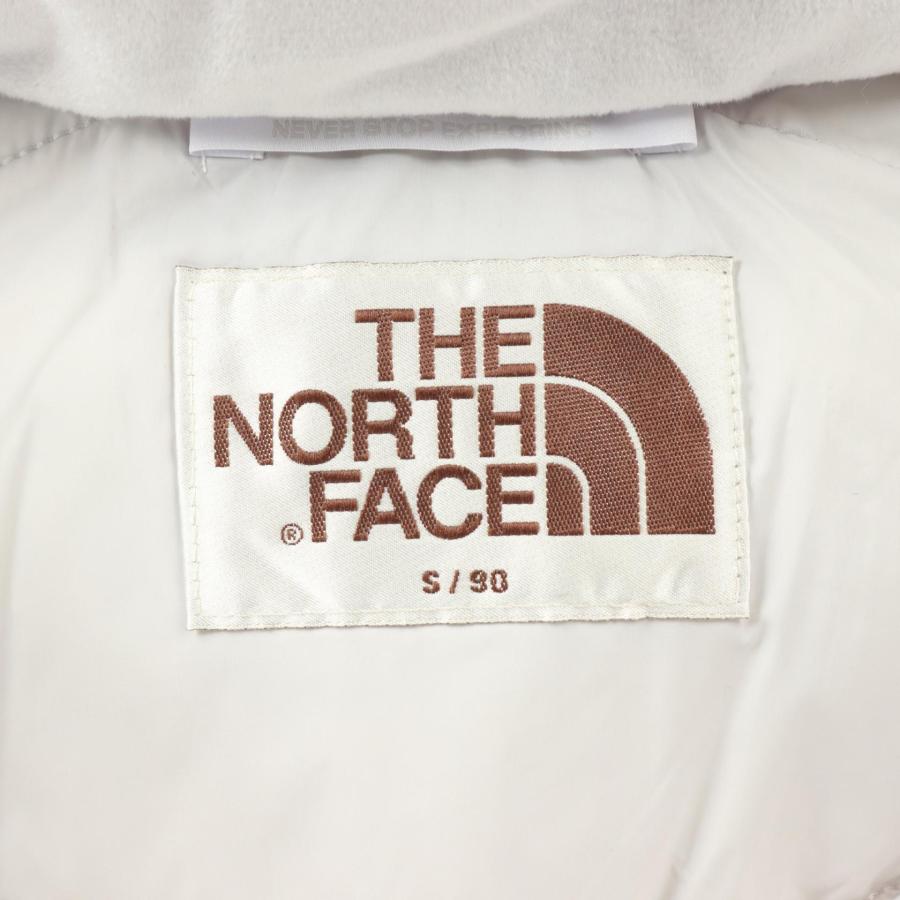 NEVER STOP EXPLORING
THE
NORTH
FACE
®
S / 90